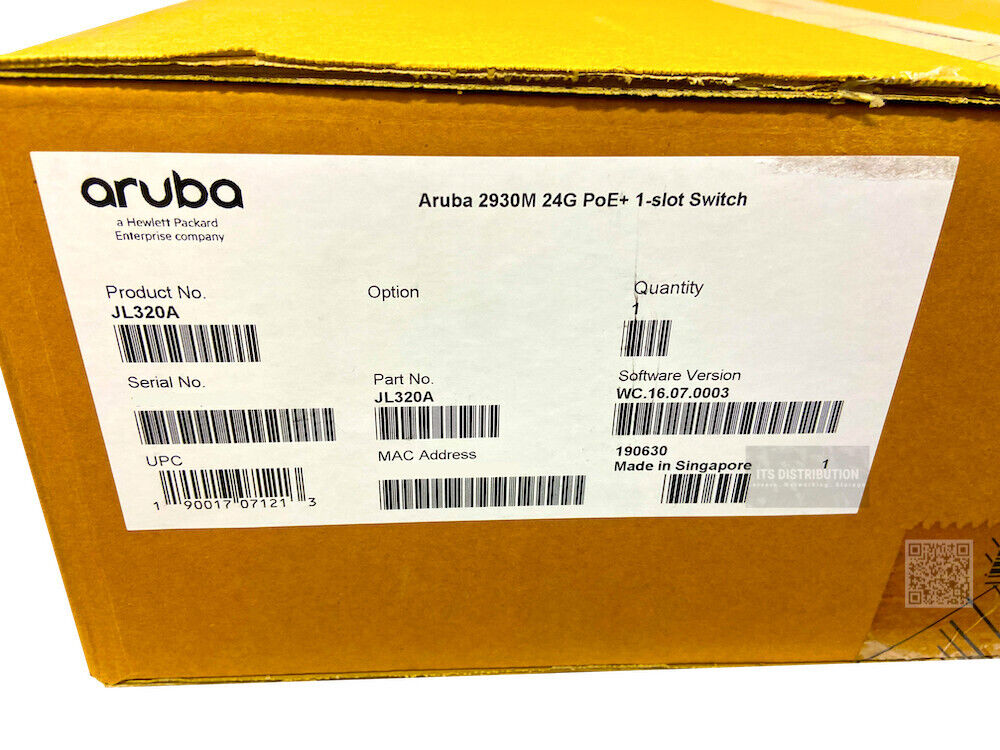 aruba
a Hewlett Packard
Enterprise company
Aruba 2930M 24G PoE+ 1-slot Switch
Product No.
JL320A
Option
Quantity
1
Serial No.
Part No.
JL320A
Software Version
WC.16.07.0003
UPC
1 90017 07121 3
MAC Address
190630
Made in Singapore
1
ITS DISTRIBUTION
Networking. Storage